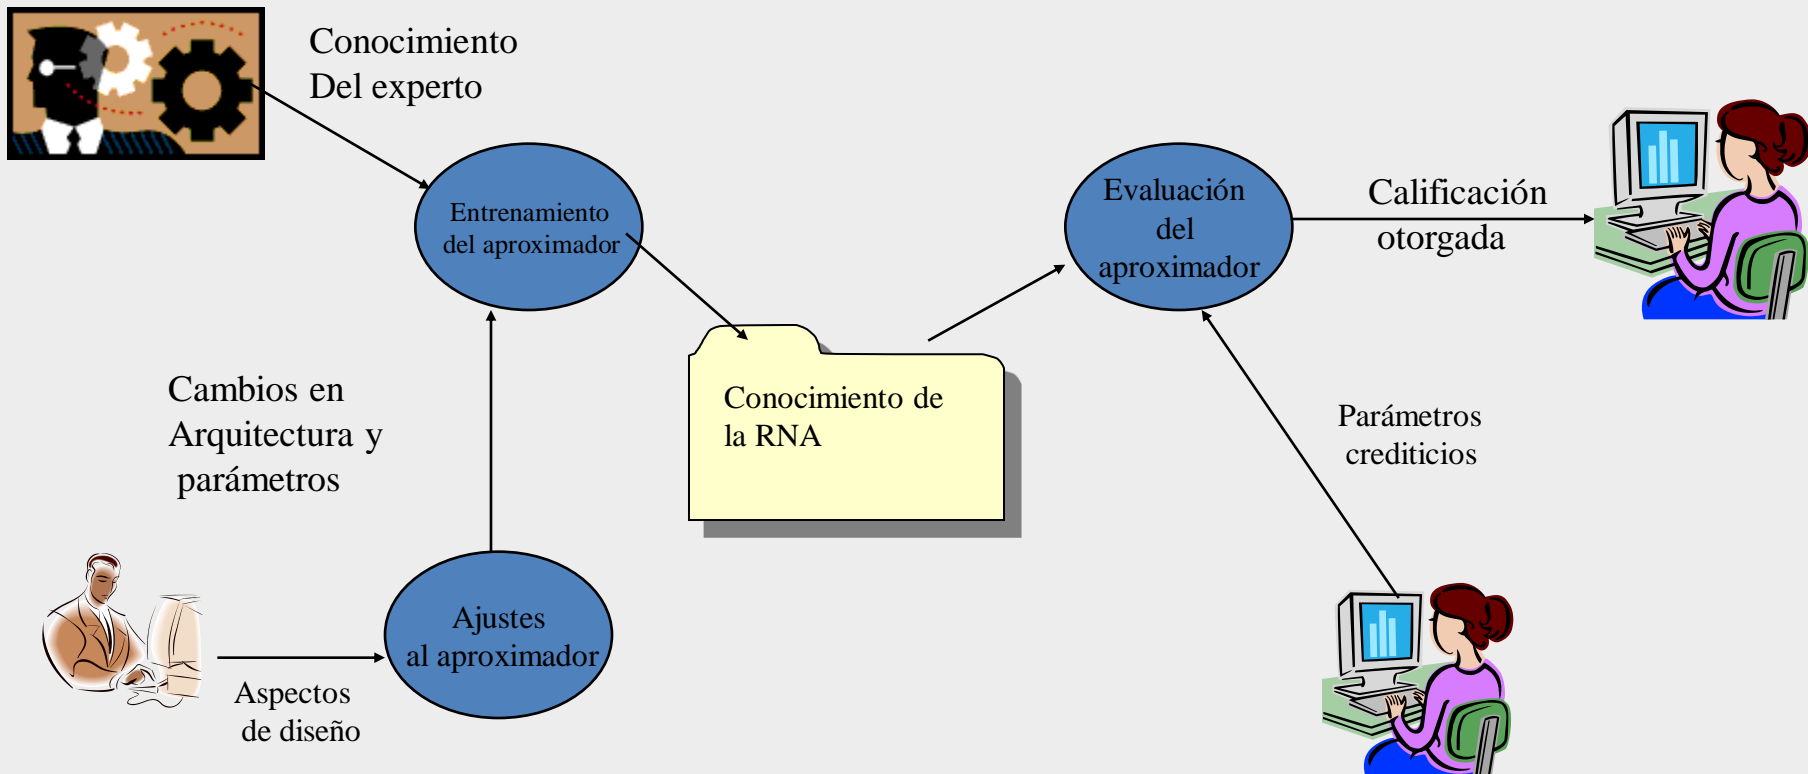 Conocimiento
Del experto
Entrenamiento
del aproximador
Evaluación
del
aproximador
Calificación
otorgada
Cambios en
Arquitectura y
parámetros
Conocimiento de
la RNA
Parámetros
crediticios
Ajustes
al aproximador
Aspectos
de diseño